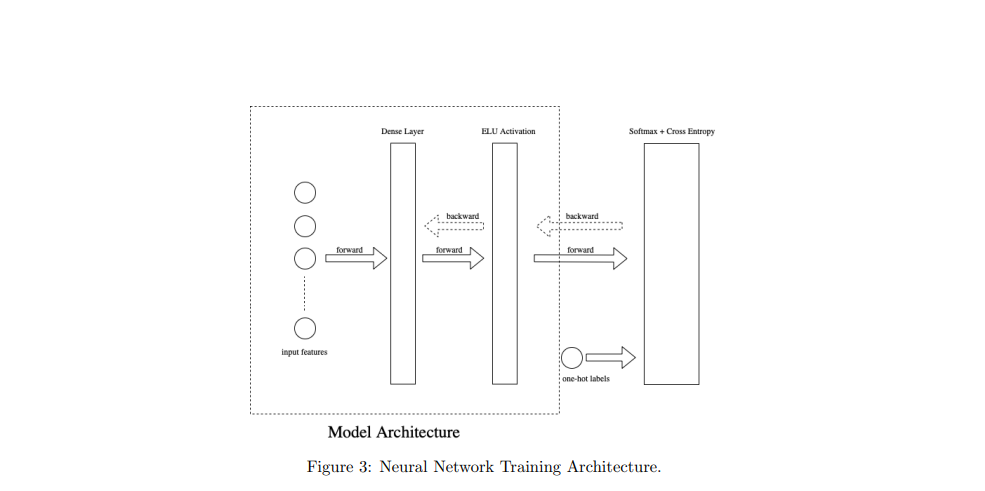 Dense Layer
ELU Activation
Softmax + Cross Entropy
backward
backward
forward
forward
forward
input features
one-hot labels
Model Architecture
Figure 3: Neural Network Training Architecture.